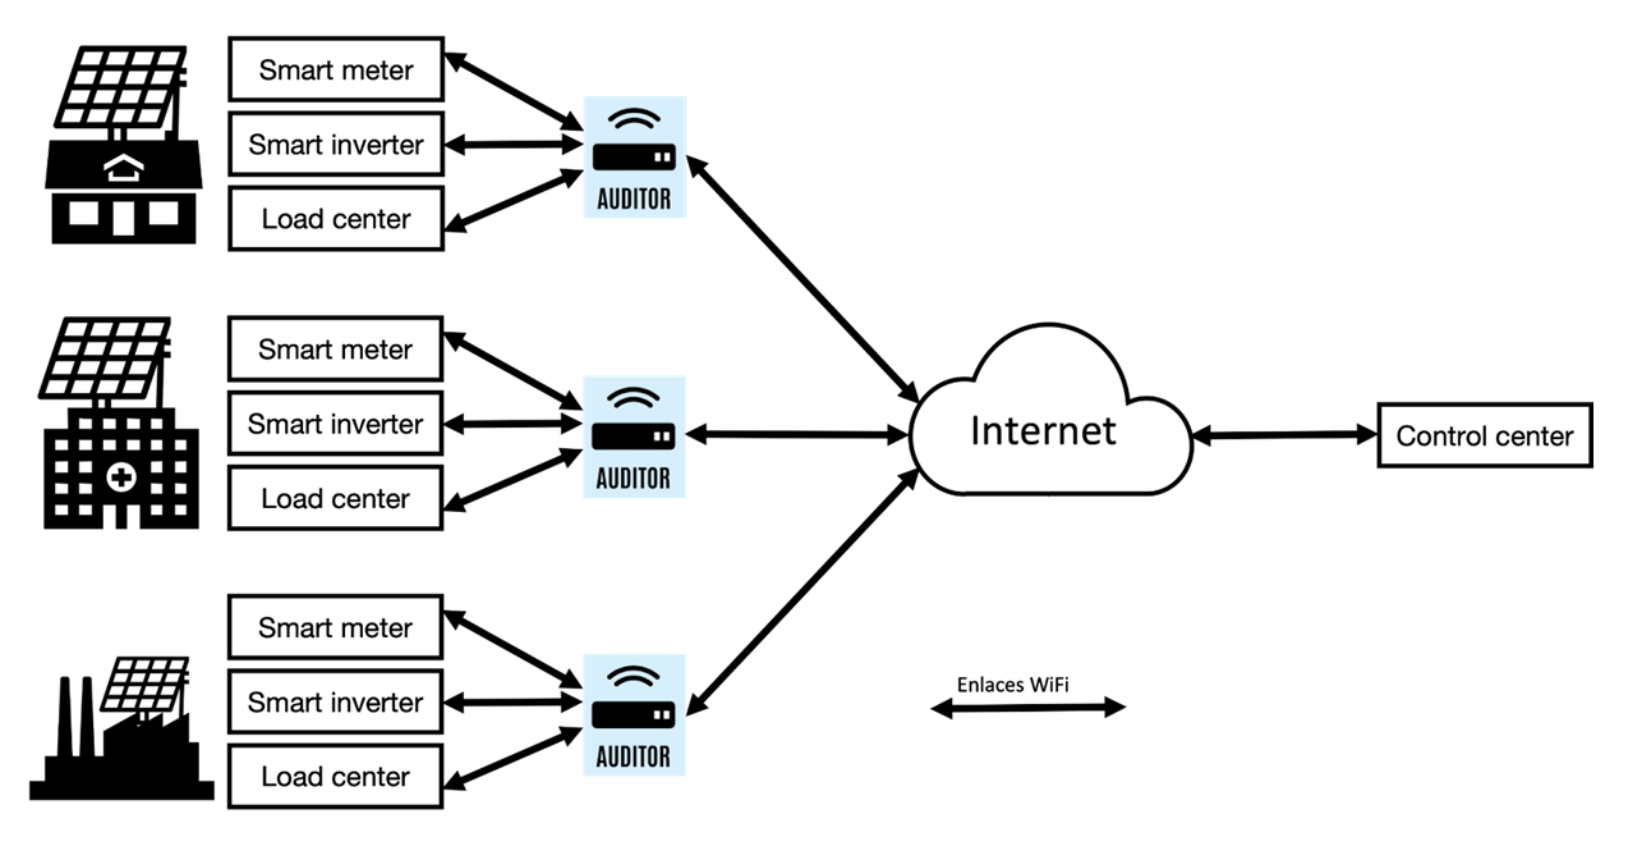 Smart meter
Smart inverter
Load center
AUDITOR
Smart meter
Smart inverter
Load center
AUDITOR
Internet
Control center
Smart meter
Smart inverter
Load center
AUDITOR
Enlaces WiFi